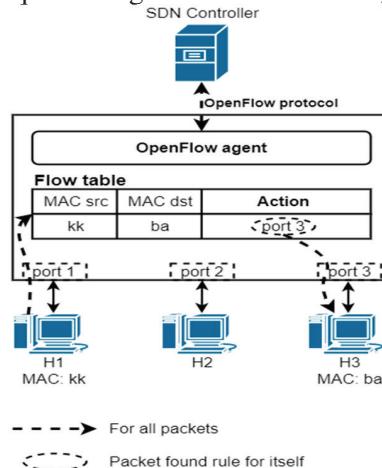 SDN Controller
OpenFlow protocol
OpenFlow agent
Flow table
MAC src MAC dst Action
kk ba port 3
port 1 port 2 port 3
H1 H2 H3
MAC: kk MAC: ba
For all packets
Packet found rule for itself